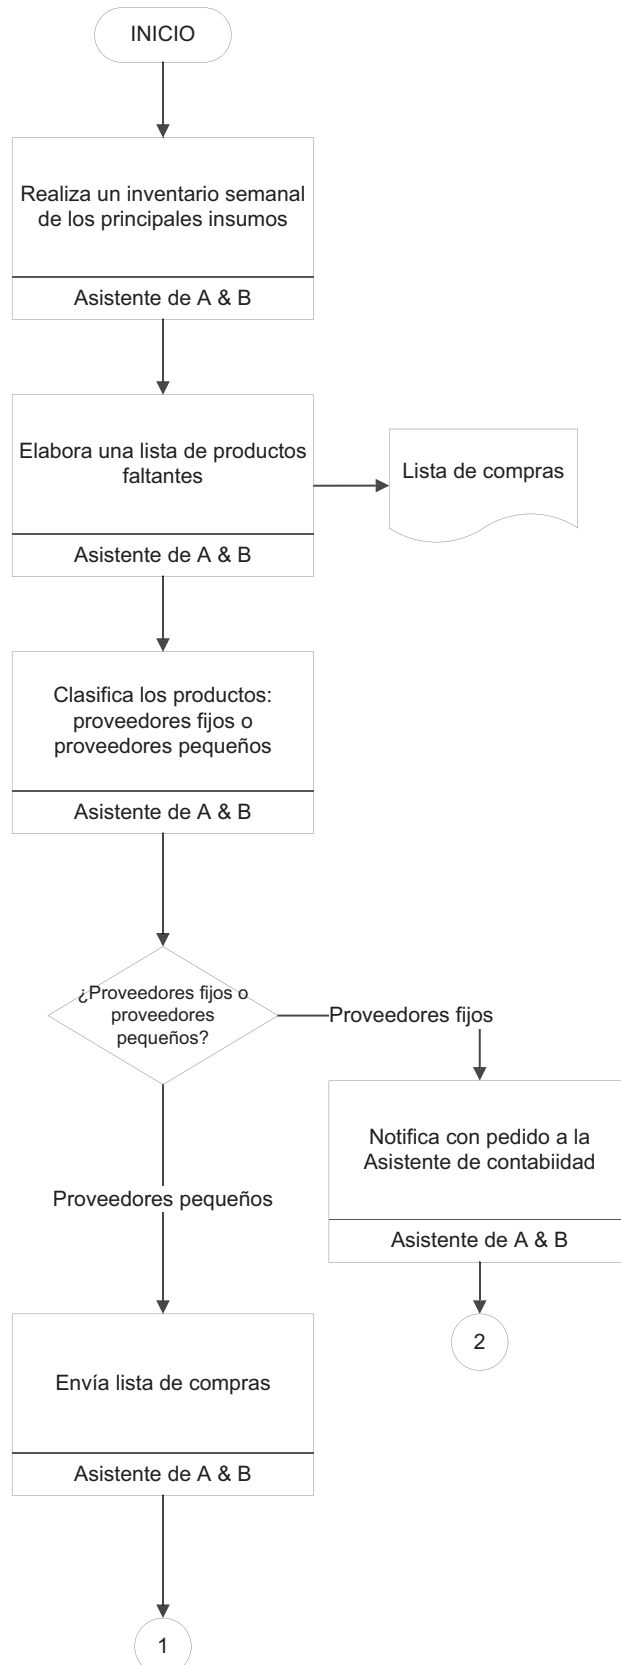 INICIO
Realiza un inventario semanal
de los principales insumos
Asistente de A & B
Elabora una lista de productos
faltantes
Asistente de A & B
Lista de compras
Clasifica los productos:
proveedores fijos o
proveedores pequeños
Asistente de A & B
¿Proveedores fijos o
proveedores
pequeños?
Proveedores fijos
Notifica con pedido a la
Asistente de contabiidad
Asistente de A & B
2
Proveedores pequeños
Envía lista de compras
Asistente de A & B
1